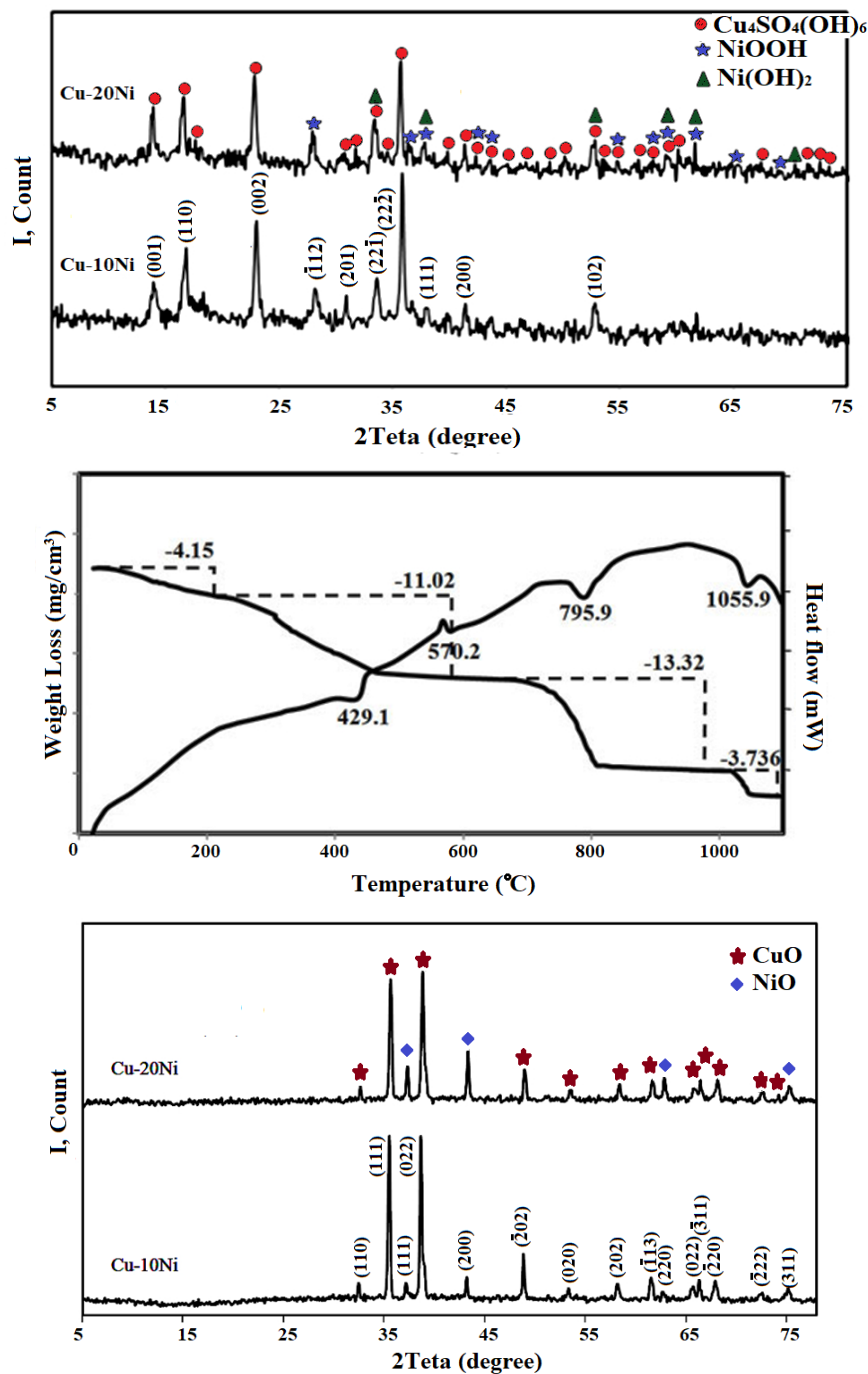 Cu₄SO₄(OH)₆
NiOOH
Ni(OH)₂
Cu-20Ni
Cu-10Ni
I, Count
(001)
(110)
(002)
(1̄12)
(201)
(221̄)
(222̄)
(111)
(200)
(102)
5 15 25 35 45 55 65 75
2Teta (degree)
-4.15
-11.02
-13.32
-3.736
429.1
570.2
795.9
1055.9
Weight Loss (mg/cm³)
Heat flow (mW)
0 200 400 600 800 1000
Temperature (°C)
CuO
NiO
Cu-20Ni
Cu-10Ni
I, Count
(110)
(111)
(111)
(022)
(200)
(2̄02)
(020)
(202)
(1̄13)
(220)
(022)
(3̄11)
(2̄20)
(2̄22)
(311)
5 15 25 35 45 55 65 75
2Teta (degree)